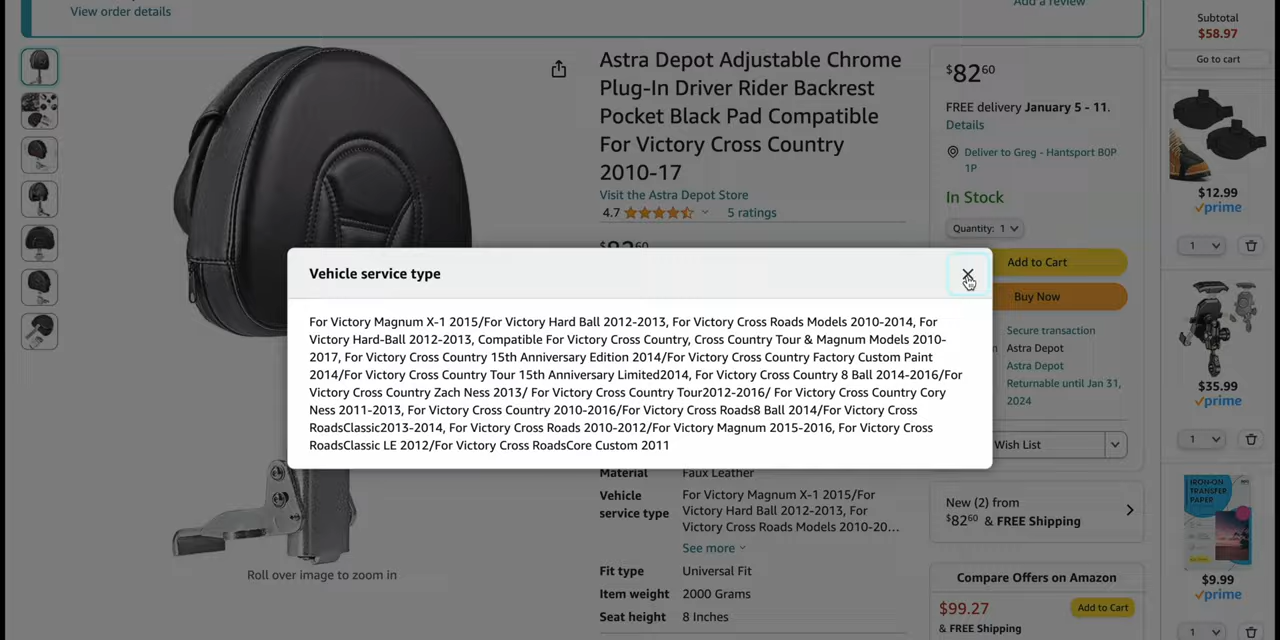 View order details
Add a review
Astra Depot Adjustable Chrome
Plug-In Driver Rider Backrest
Pocket Black Pad Compatible
For Victory Cross Country
2010-17
Visit the Astra Depot Store
4.7
5 ratings
$82 60
Roll over image to zoom in
Vehicle service type
For Victory Magnum X-1 2015/For Victory Hard Ball 2012-2013, For Victory Cross Roads Models 2010-2014, For
Victory Hard-Ball 2012-2013, Compatible For Victory Cross Country, Cross Country Tour & Magnum Models 2010-
2017, For Victory Cross Country 15th Anniversary Edition 2014/For Victory Cross Country Factory Custom Paint
2014/For Victory Cross Country Tour 15th Anniversary Limited2014, For Victory Cross Country 8 Ball 2014-2016/For
Victory Cross Country Zach Ness 2013/ For Victory Cross Country Tour2012-2016/ For Victory Cross Country Cory
Ness 2011-2013, For Victory Cross Country 2010-2016/For Victory Cross Roads8 Ball 2014/For Victory Cross
RoadsClassic2013-2014, For Victory Cross Roads 2010-2012/For Victory Magnum 2015-2016, For Victory Cross
RoadsClassic LE 2012/For Victory Cross RoadsCore Custom 2011
Material Faux Leather
Vehicle service type
For Victory Magnum X-1 2015/For
Victory Hard Ball 2012-2013, For
Victory Cross Roads Models 2010-20...
See more
Fit type Universal Fit
Item weight 2000 Grams
Seat height 8 Inches
$82 60
FREE delivery January 5 - 11.
Details
Deliver to Greg - Hantsport B0P
1P
In Stock
Quantity: 1
Add to Cart
Buy Now
Secure transaction
Astra Depot
Astra Depot
Returnable until Jan 31,
2024
Wish List
New (2) from
$82 60 & FREE Shipping
Compare Offers on Amazon
$99.27
Add to Cart
& FREE Shipping
Subtotal
$58.97
Go to cart
$12.99
prime
1
$35.99
prime
1
IRON-ON
TRANSFER
PAPER
$9.99
prime
1